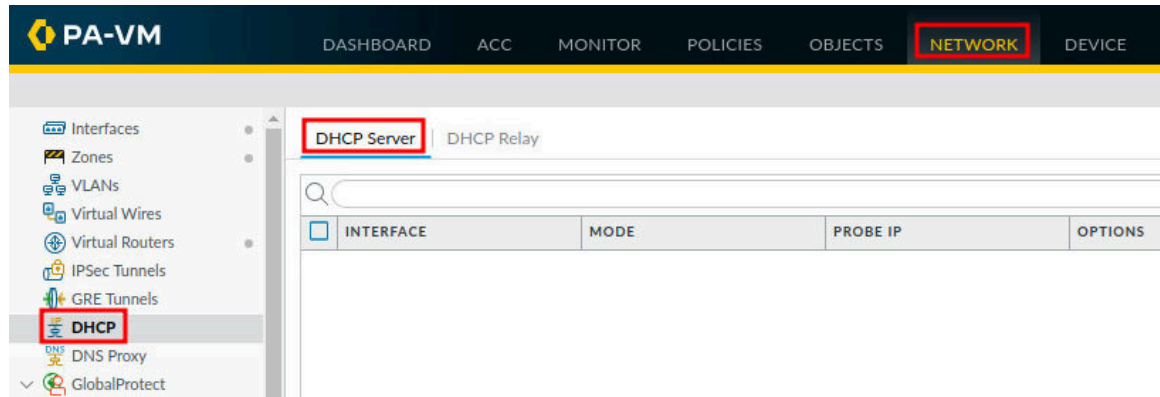 PA-VM
DASHBOARD ACC MONITOR POLICIES OBJECTS NETWORK DEVICE
Interfaces
Zones
VLANs
Virtual Wires
Virtual Routers
IPSec Tunnels
GRE Tunnels
DHCP
DNS Proxy
GlobalProtect
DHCP Server DHCP Relay
INTERFACE MODE PROBE IP OPTIONS